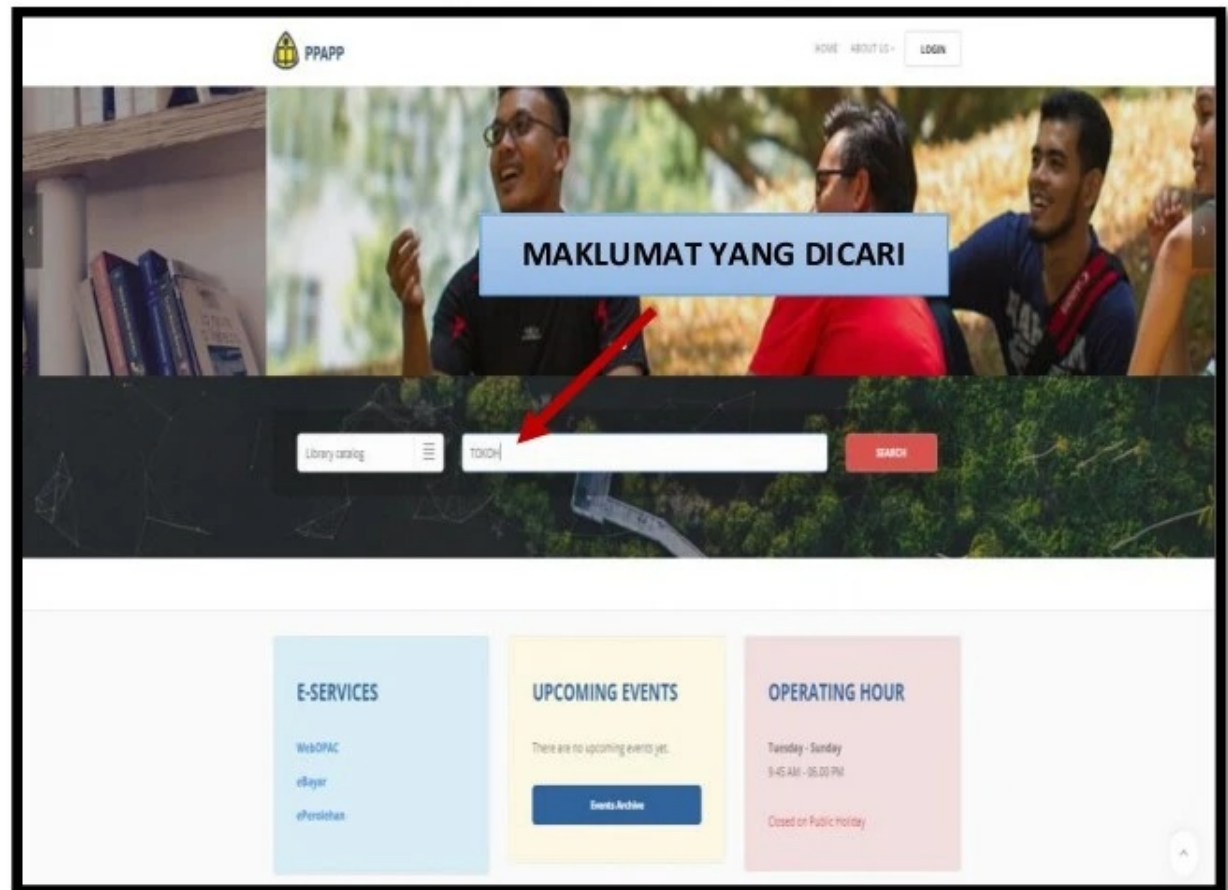 PPAPP
HOME ABOUT US LOGIN
MAKLUMAT YANG DICARI
Library catalog TOKOH SEARCH
E-SERVICES
WebOPAC
eBayar
ePerolehan
UPCOMING EVENTS
There are no upcoming events yet.
Events Archive
OPERATING HOUR
Tuesday - Sunday
9:45 AM - 06.00 PM
Closed on Public Holiday